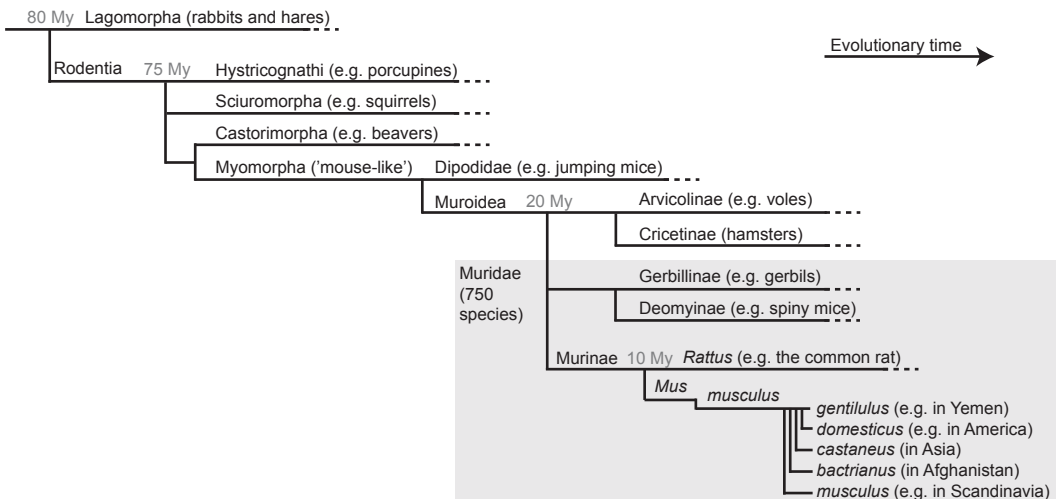 80 My Lagomorpha (rabbits and hares)
Evolutionary time
Rodentia 75 My Hystricognathi (e.g. porcupines)
Sciuromorpha (e.g. squirrels)
Castorimorpha (e.g. beavers)
Myomorpha ('mouse-like') Dipodidae (e.g. jumping mice)
Muroidea 20 My Arvicolinae (e.g. voles)
Cricetinae (hamsters)
Muridae
(750
species)
Gerbillinae (e.g. gerbils)
Deomyinae (e.g. spiny mice)
Murinae 10 My Rattus (e.g. the common rat)
Mus musculus
gentilulus (e.g. in Yemen)
domesticus (e.g. in America)
castaneus (in Asia)
bactrianus (in Afghanistan)
musculus (e.g. in Scandinavia)